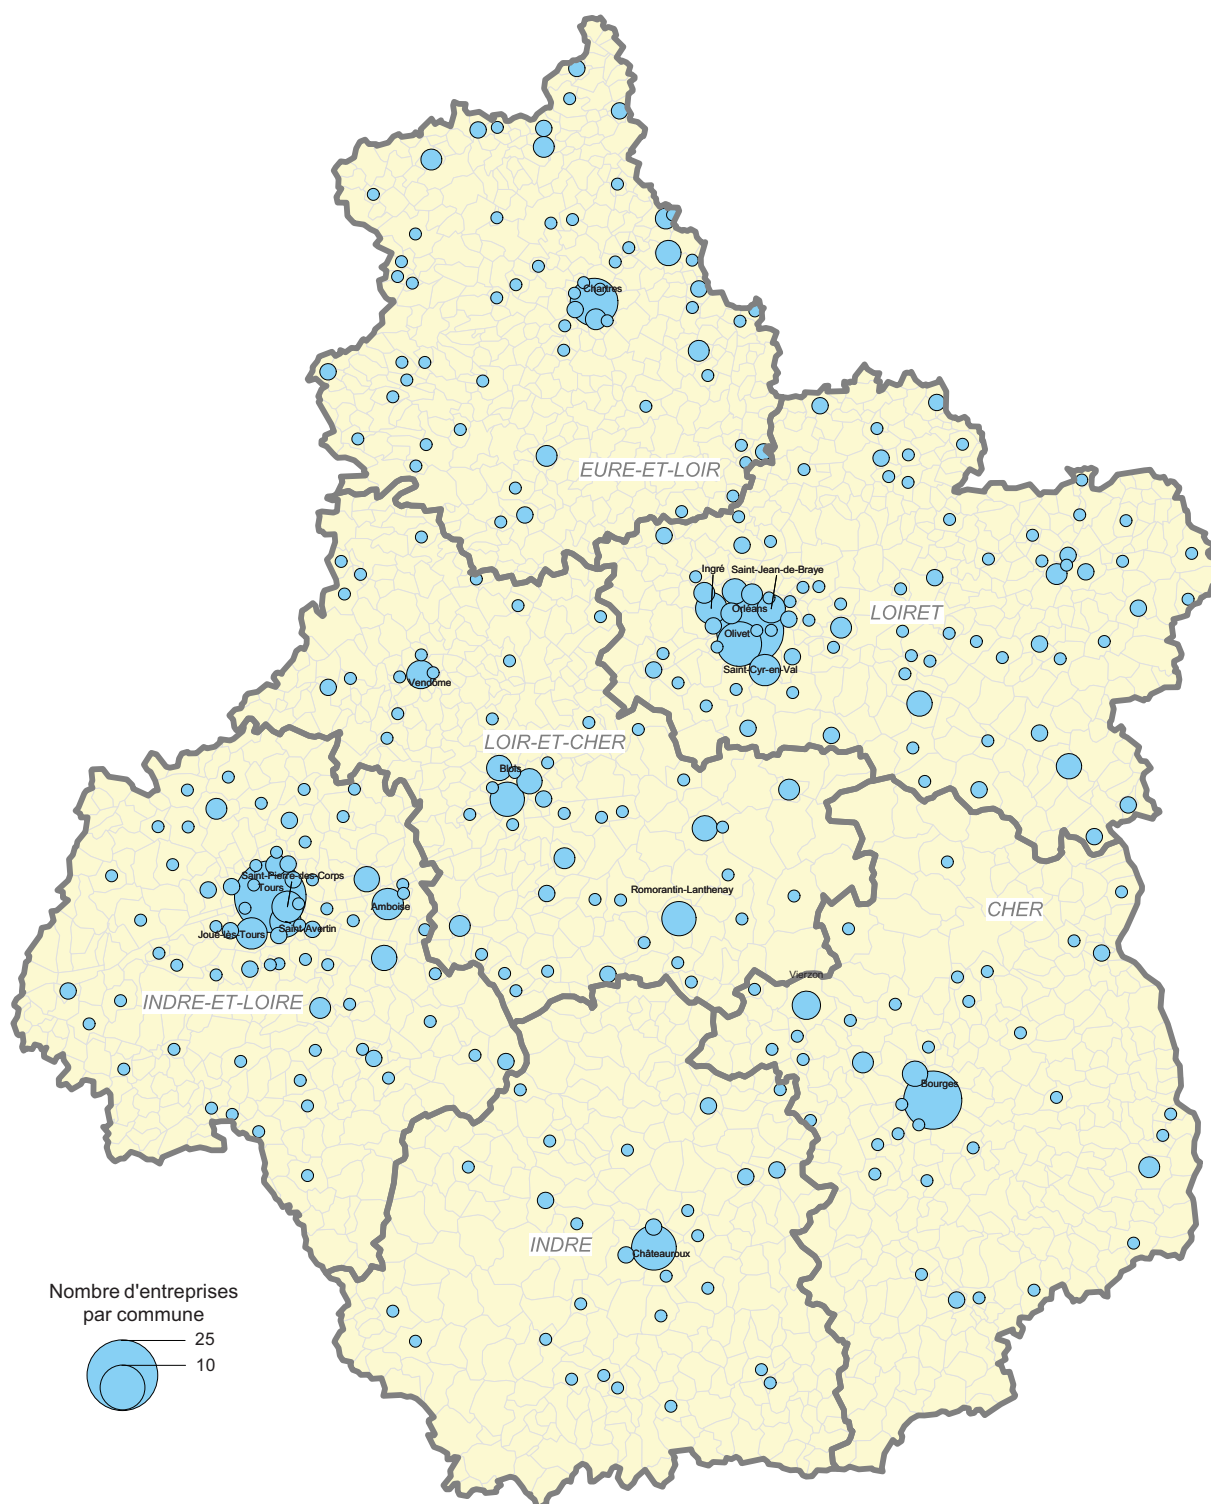 Chartres
EURE-ET-LOIR
Ingré
Saint-Jean-de-Braye
Orléans
LOIRET
Olivet
Saint-Cyr-en-Val
Vendôme
LOIR-ET-CHER
Blois
Saint-Pierre-des-Corps
Tours
Romorantin-Lanthenay
Amboise
CHER
Joué-lès-Tours
Saint-Avertin
Vierzon
INDRE-ET-LOIRE
Bourges
INDRE
Châteauroux
Nombre d'entreprises
par commune
25
10